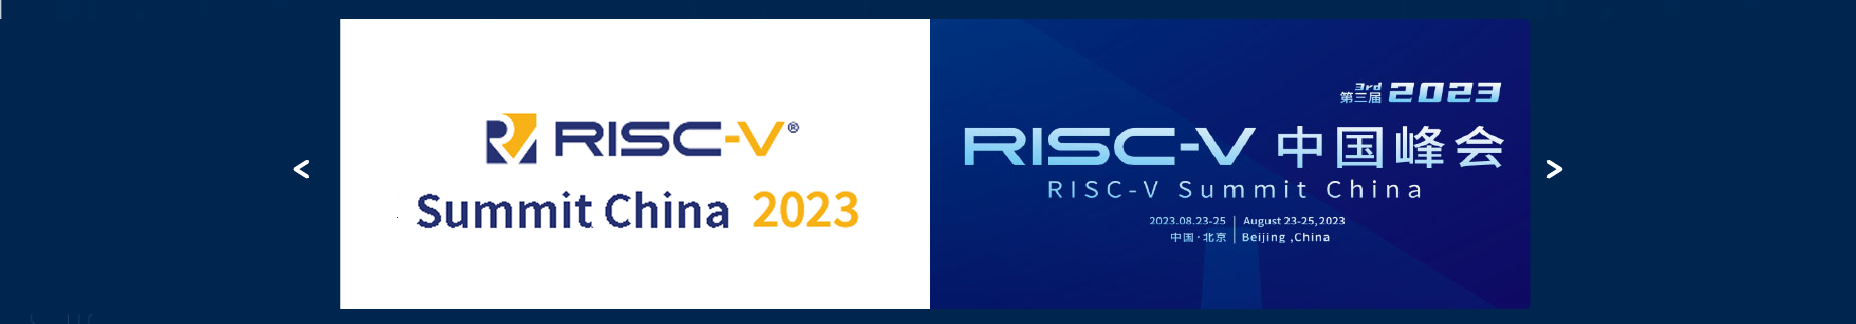 RISC-V®
Summit China 2023
第三届 3rd 2023
RISC-V 中国峰会
RISC-V Summit China
2023.08.23-25 | August 23-25,2023
中国·北京 | Beijing ,China